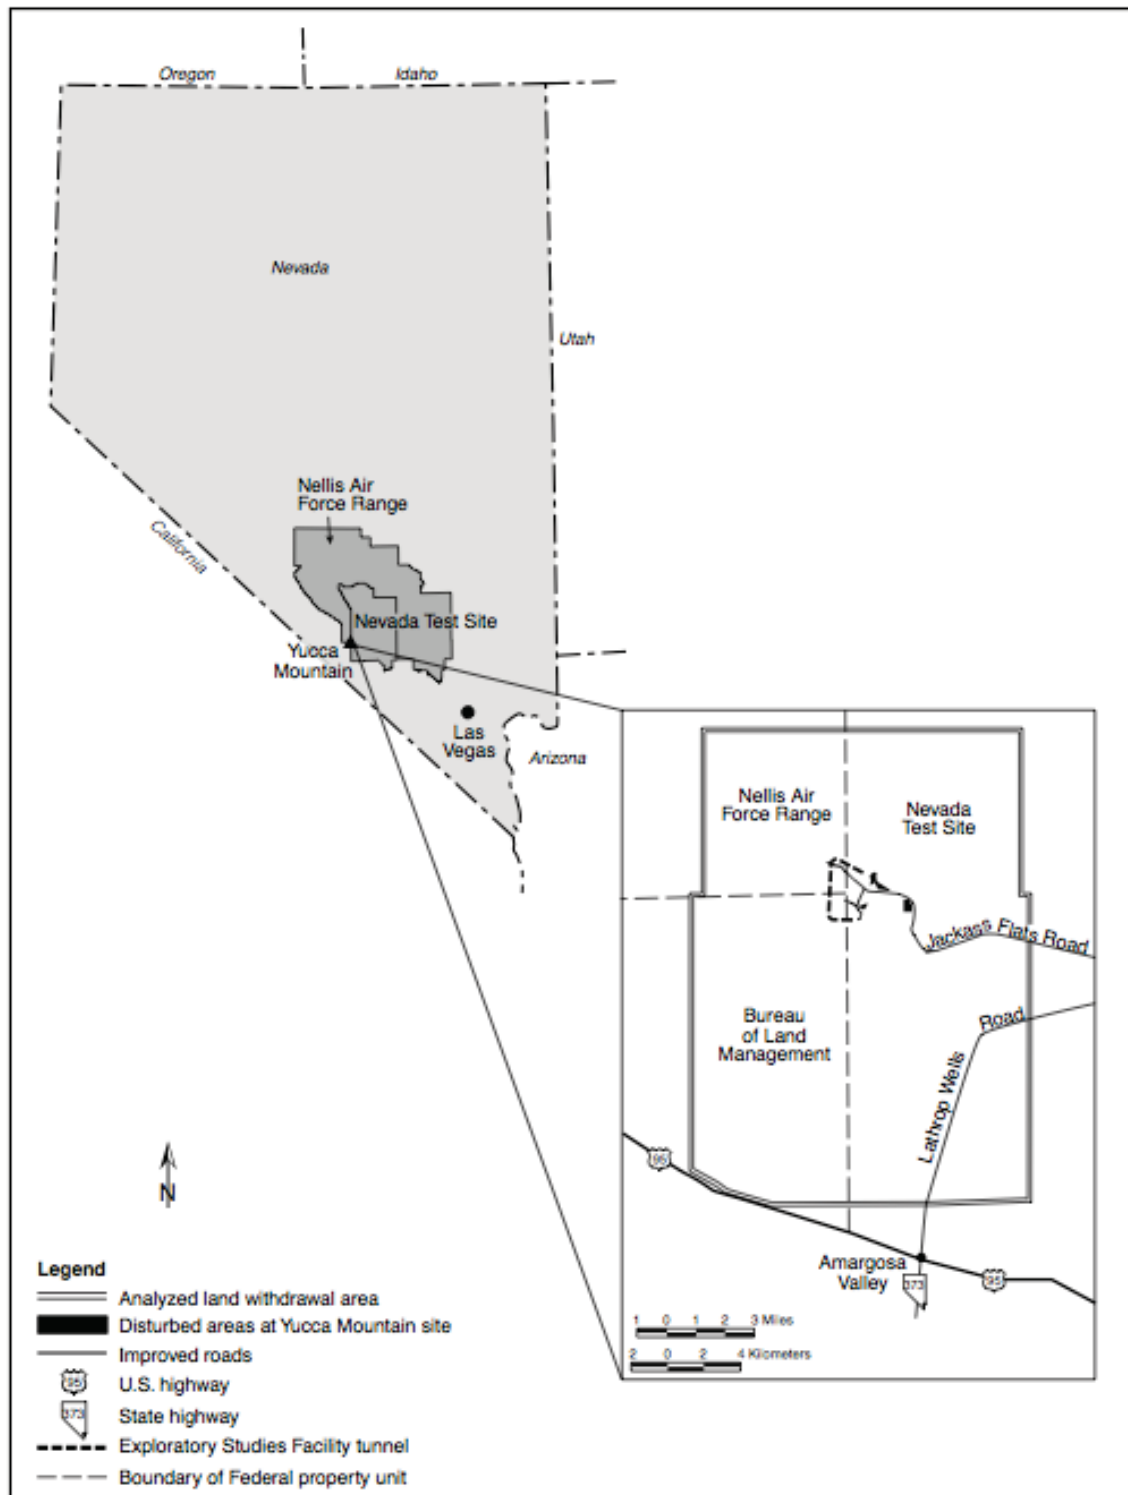 Oregon
Idaho
Nevada
Utah
Nellis Air
Force Range
California
Nevada Test Site
Yucca
Mountain
Las
Vegas
Arizona
Nellis Air
Force Range
Nevada
Test Site
Jackass Flats Road
Bureau
of Land
Management
Lathrop Wells Road
95
Amargosa
Valley
95
373
1 0 1 2 3 Miles
2 0 2 4 Kilometers
N
Legend
Analyzed land withdrawal area
Disturbed areas at Yucca Mountain site
Improved roads
95 U.S. highway
373 State highway
Exploratory Studies Facility tunnel
Boundary of Federal property unit